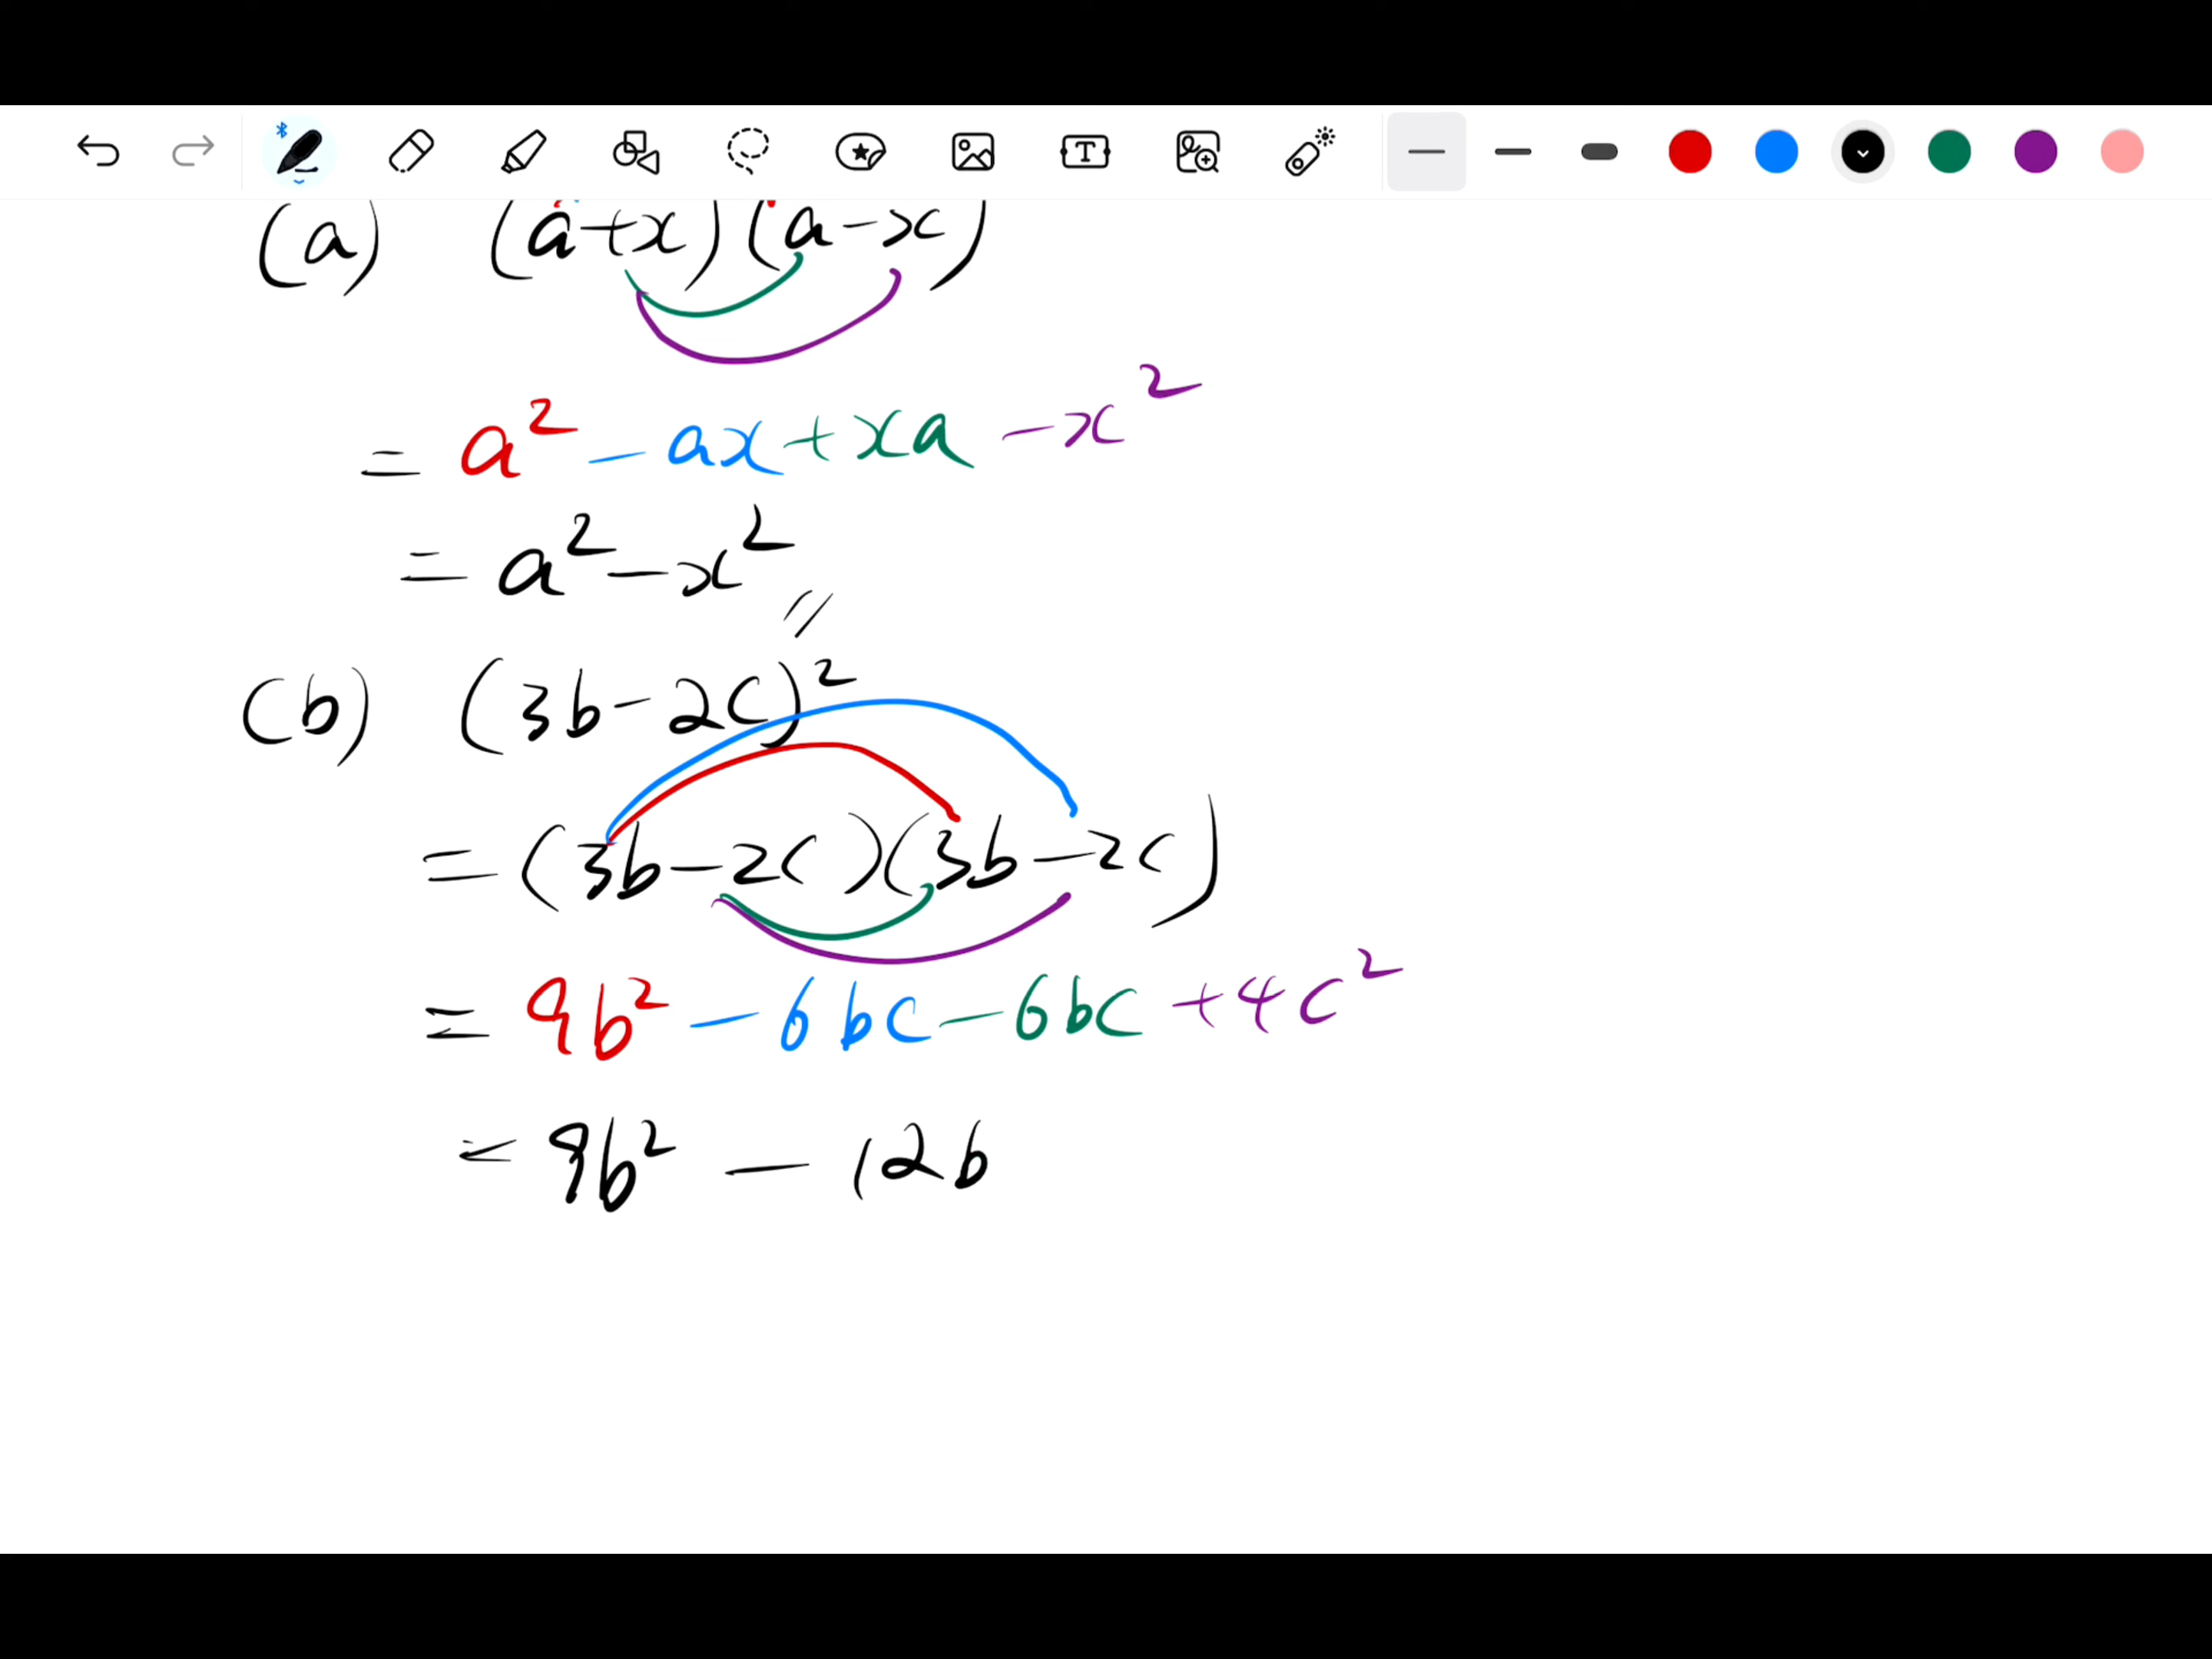 (a) (a+x)(a-x)
= a² - ax + xa - x²
= a² - x² //
(b) (3b-2c)²
= (3b-2c)(3b-2c)
= 9b² - 6bc - 6bc + 4c²
= 9b² - 12b